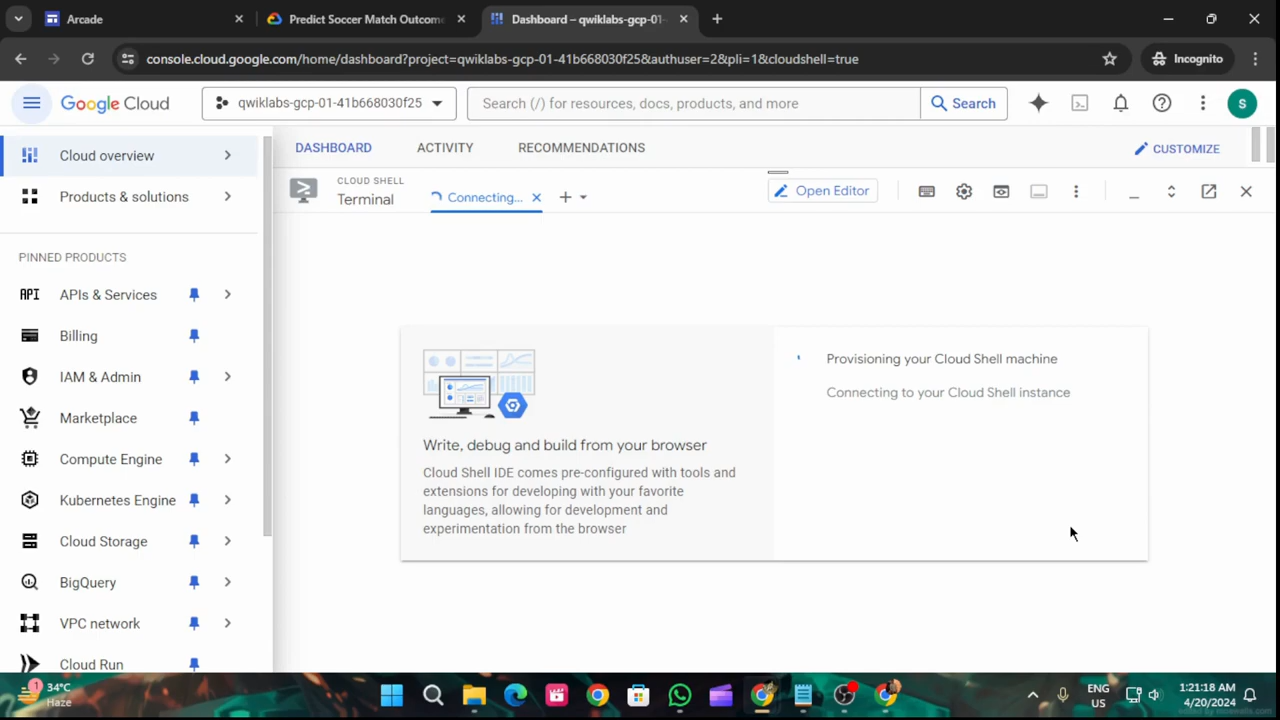 Arcade
Predict Soccer Match Outcome
Dashboard – qwiklabs-gcp-01-
console.cloud.google.com/home/dashboard?project=qwiklabs-gcp-01-41b668030f25&authuser=2&pli=1&cloudshell=true
Incognito
Google Cloud
qwiklabs-gcp-01-41b668030f25
Search (/) for resources, docs, products, and more
Search
S
Cloud overview
Products & solutions
PINNED PRODUCTS
API
APIs & Services
Billing
IAM & Admin
Marketplace
Compute Engine
Kubernetes Engine
Cloud Storage
BigQuery
VPC network
Cloud Run
DASHBOARD
ACTIVITY
RECOMMENDATIONS
CUSTOMIZE
CLOUD SHELL
Terminal
Connecting...
Open Editor
Write, debug and build from your browser
Cloud Shell IDE comes pre-configured with tools and
extensions for developing with your favorite
languages, allowing for development and
experimentation from the browser
Provisioning your Cloud Shell machine
Connecting to your Cloud Shell instance
1
34°C
Haze
ENG
US
1:21:18 AM
4/20/2024